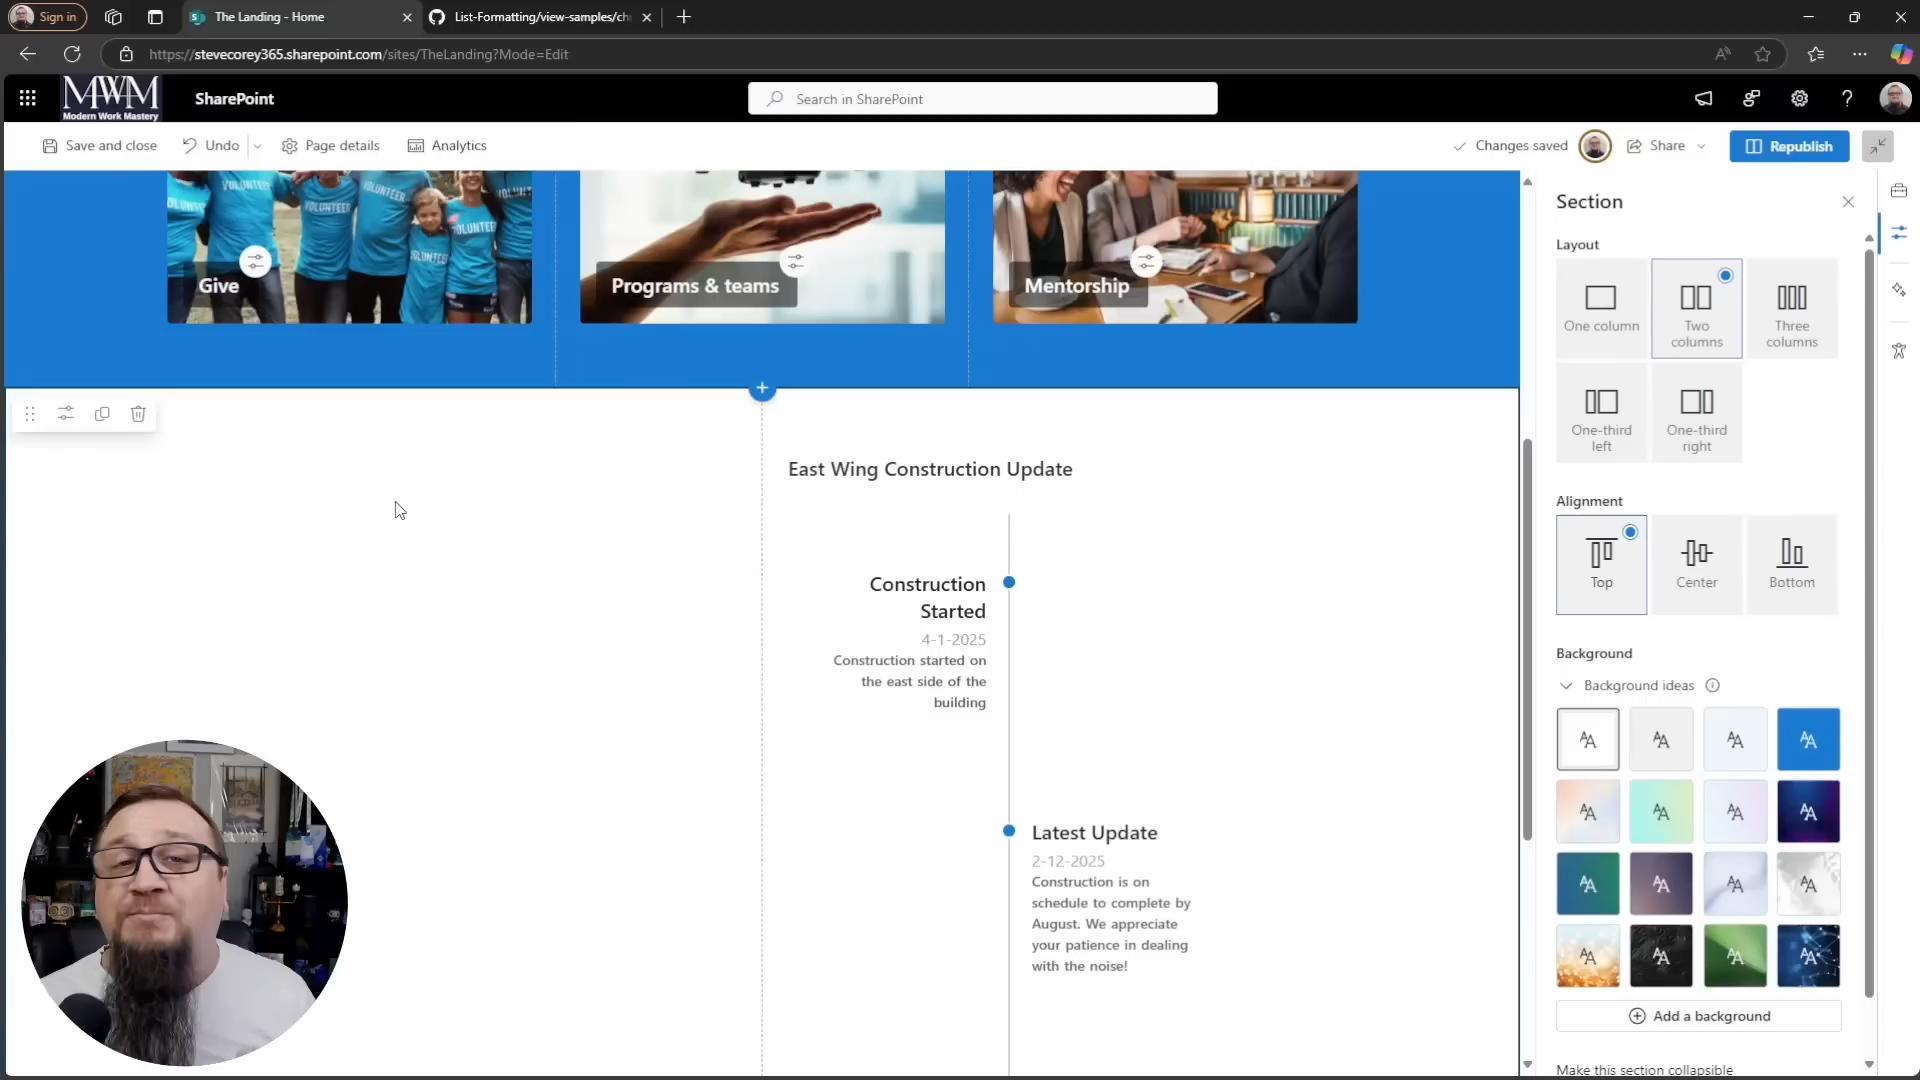 Sign in
The Landing - Home
List-Formatting/view-samples/ch
https://stevecorey365.sharepoint.com/sites/TheLanding?Mode=Edit
MWM
Modern Work Mastery
SharePoint
Search in SharePoint
Save and close
Undo
Page details
Analytics
Changes saved
Share
Republish
VOLUNTEER
VOLUNTEER
VOLUNTEER
VOLUNTEER
VOLUNTEER
Give
Programs & teams
Mentorship
East Wing Construction Update
Construction
Started
4-1-2025
Construction started on
the east side of the
building
Latest Update
2-12-2025
Construction is on
schedule to complete by
August. We appreciate
your patience in dealing
with the noise!
Section
Layout
One column
Two
columns
Three
columns
One-third
left
One-third
right
Alignment
Top
Center
Bottom
Background
Background ideas
Add a background
Make this section collapsible